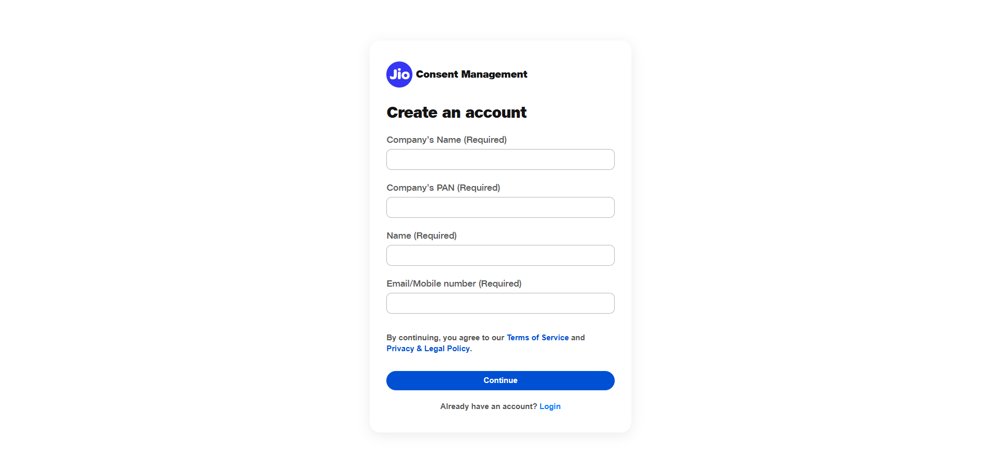 Jio Consent Management
Create an account
Company's Name (Required)
Company's PAN (Required)
Name (Required)
Email/Mobile number (Required)
By continuing, you agree to our Terms of Service and
Privacy & Legal Policy.
Continue
Already have an account? Login